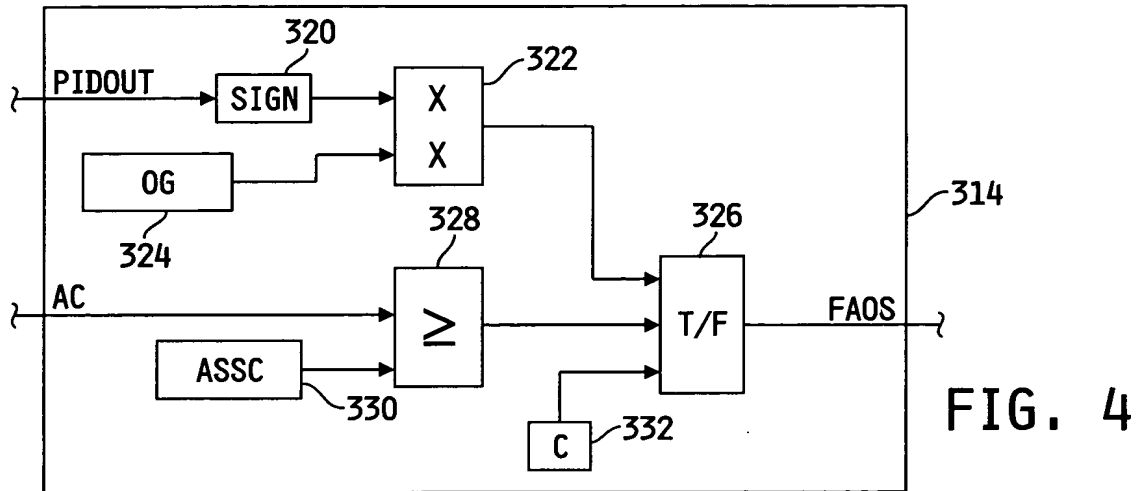 320
322
PIDOUT
SIGN
X
X
OG
324
314
328
326
AC
≥
T/F
FAOS
ASSC
330
C
332
FIG. 4